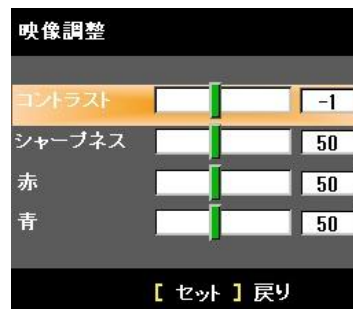 映像調整
コントラスト -1
シャープネス 50
赤 50
青 50
[ セット ] 戻り